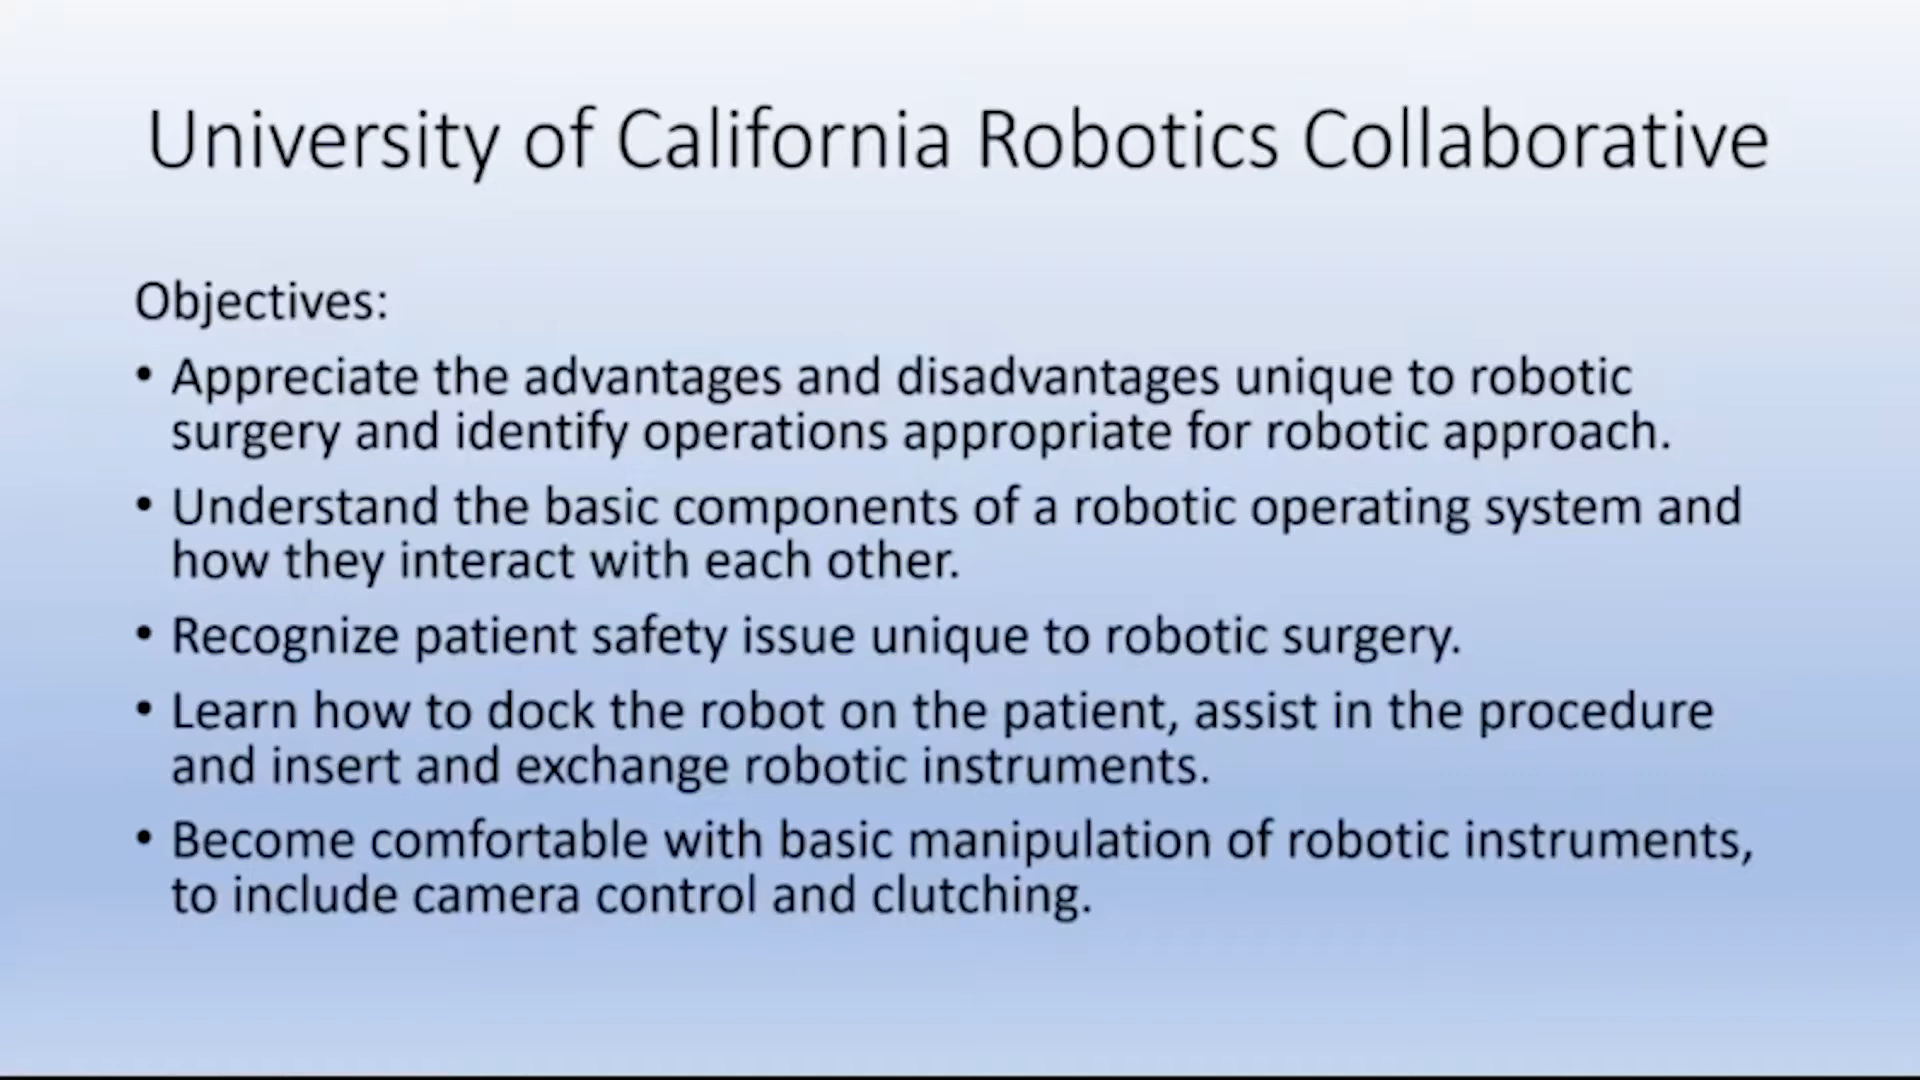 University of California Robotics Collaborative
Objectives:
• Appreciate the advantages and disadvantages unique to robotic
surgery and identify operations appropriate for robotic approach.
• Understand the basic components of a robotic operating system and
how they interact with each other.
• Recognize patient safety issue unique to robotic surgery.
• Learn how to dock the robot on the patient, assist in the procedure
and insert and exchange robotic instruments.
• Become comfortable with basic manipulation of robotic instruments,
to include camera control and clutching.